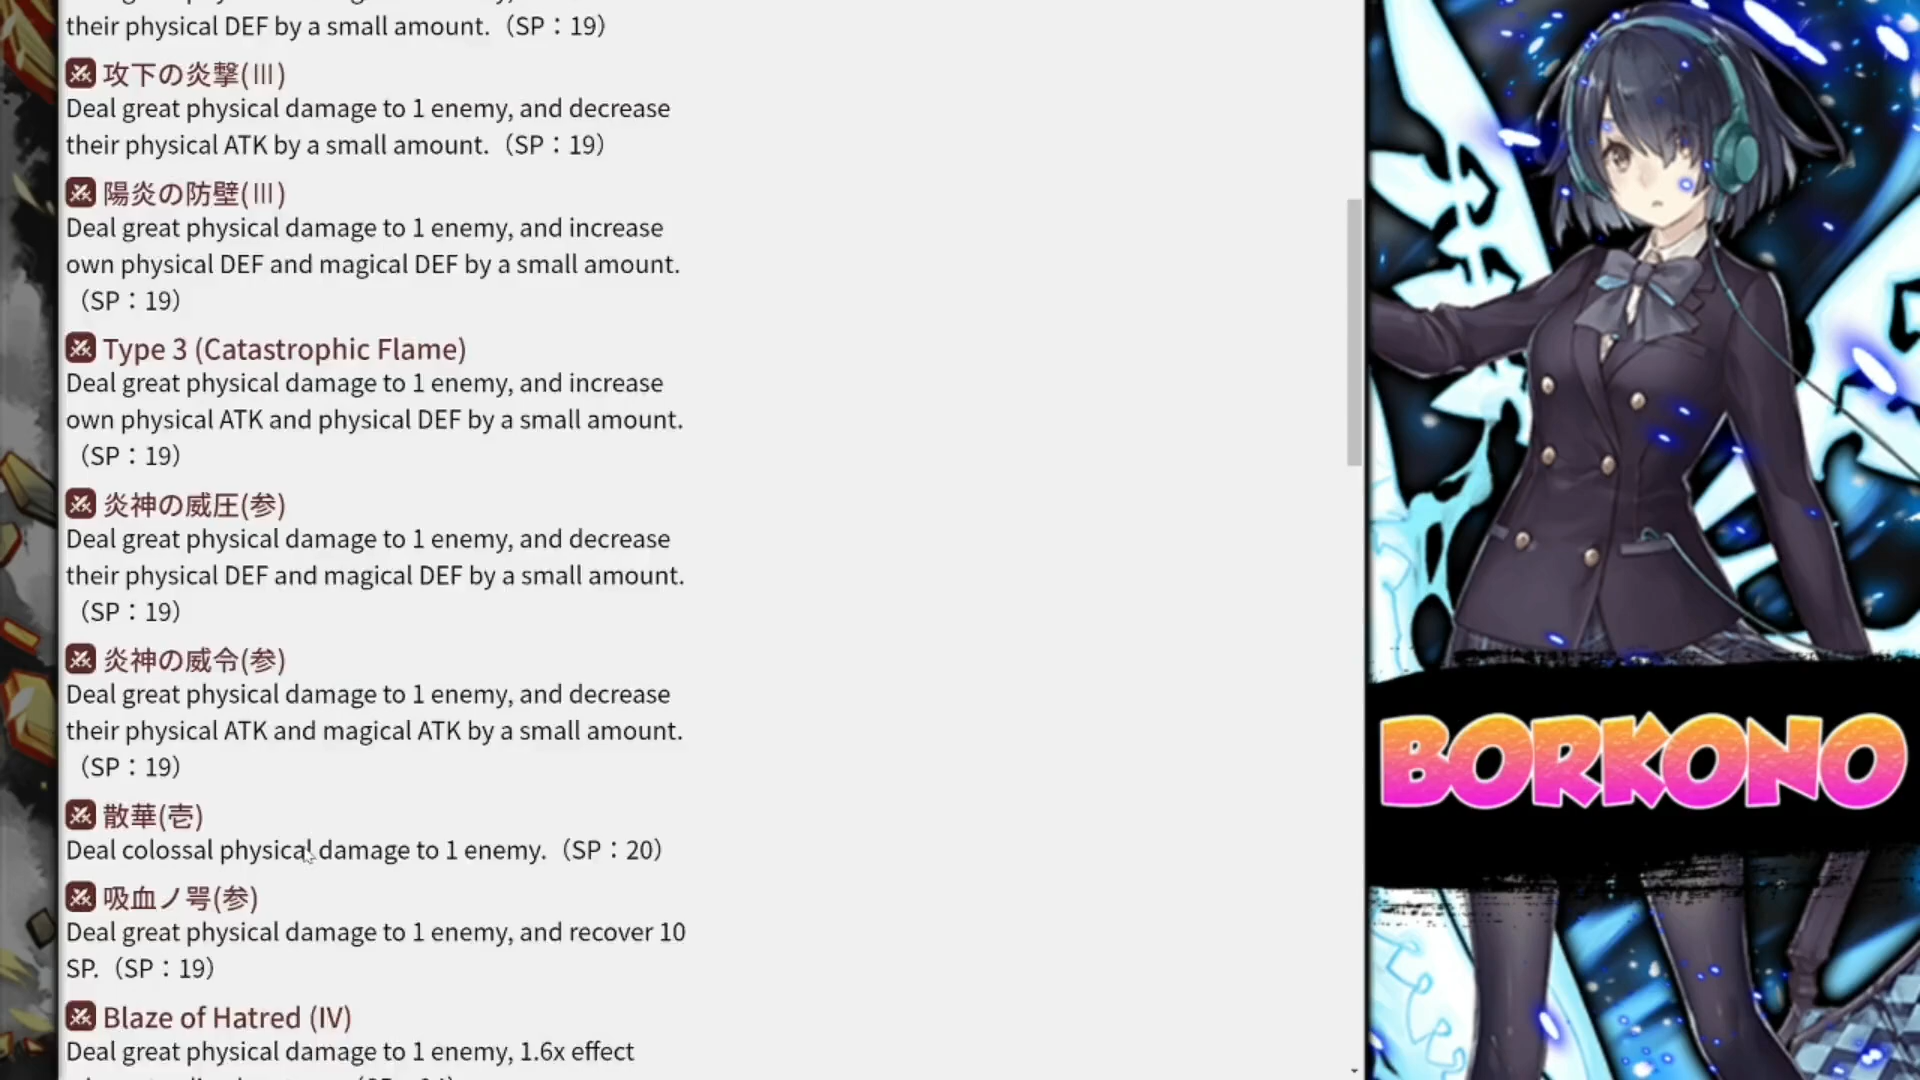 their physical DEF by a small amount.（SP：19）
攻下の炎撃(Ⅲ)
Deal great physical damage to 1 enemy, and decrease
their physical ATK by a small amount.（SP：19）
陽炎の防壁(Ⅲ)
Deal great physical damage to 1 enemy, and increase
own physical DEF and magical DEF by a small amount.
（SP：19）
Type 3 (Catastrophic Flame)
Deal great physical damage to 1 enemy, and increase
own physical ATK and physical DEF by a small amount.
（SP：19）
炎神の威圧(参)
Deal great physical damage to 1 enemy, and decrease
their physical DEF and magical DEF by a small amount.
（SP：19）
炎神の威令(参)
Deal great physical damage to 1 enemy, and decrease
their physical ATK and magical ATK by a small amount.
（SP：19）
散華(壱)
Deal colossal physical damage to 1 enemy.（SP：20）
吸血ノ咢(参)
Deal great physical damage to 1 enemy, and recover 10
SP.（SP：19）
Blaze of Hatred (IV)
Deal great physical damage to 1 enemy, 1.6x effect
BORKONO